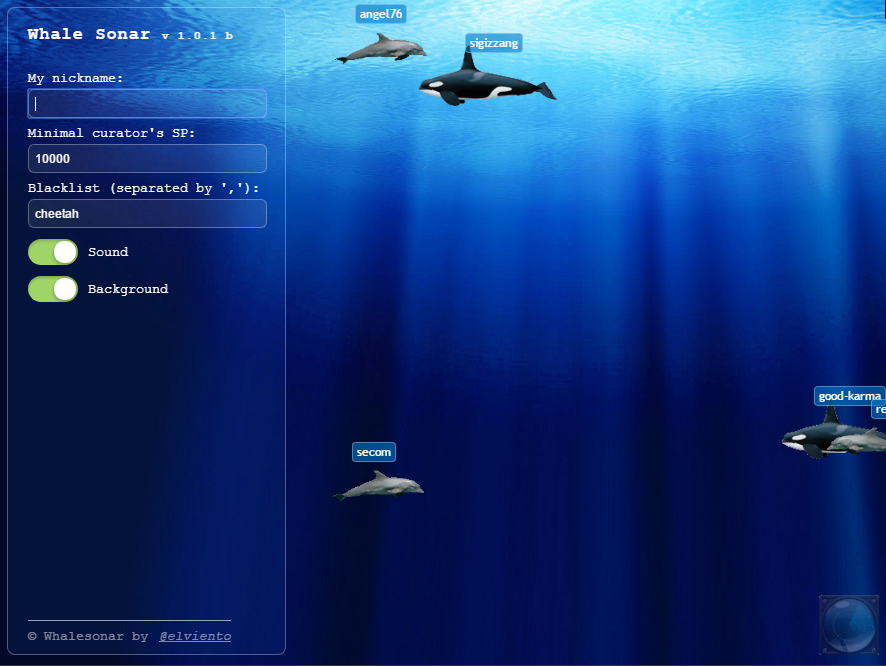 Whale Sonar v 1.0.1 b
My nickname:
Minimal curator's SP:
10000
Blacklist (separated by ','):
cheetah
Sound
Background
© Whalesonar by @elviento
angel76
sigizzang
good-karma
re
secom